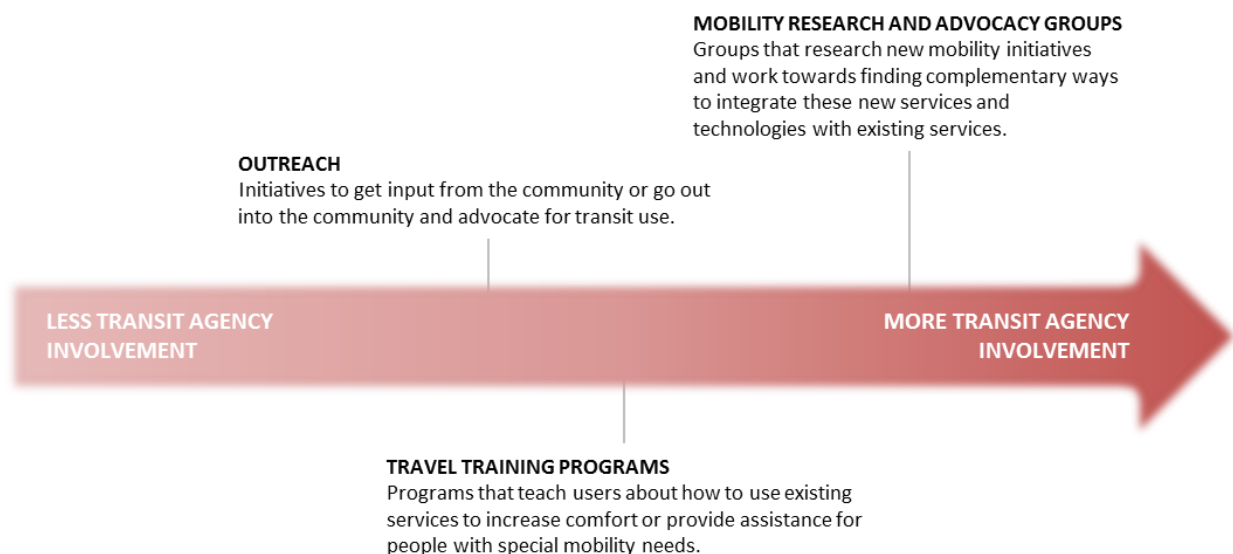 MOBILITY RESEARCH AND ADVOCACY GROUPS
Groups that research new mobility initiatives
and work towards finding complementary ways
to integrate these new services and
technologies with existing services.
OUTREACH
Initiatives to get input from the community or go out
into the community and advocate for transit use.
LESS TRANSIT AGENCY
INVOLVEMENT
MORE TRANSIT AGENCY
INVOLVEMENT
TRAVEL TRAINING PROGRAMS
Programs that teach users about how to use existing
services to increase comfort or provide assistance for
people with special mobility needs.